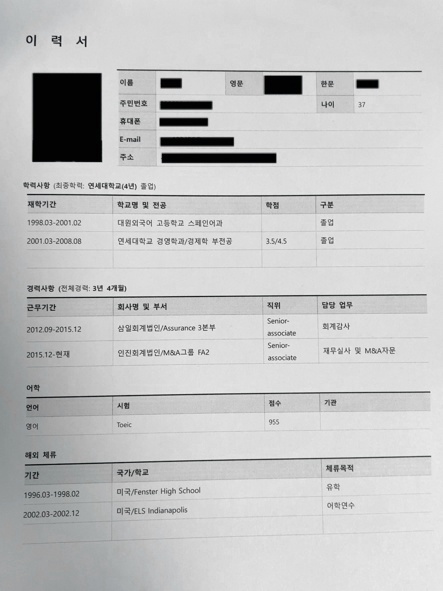 이 력 서
이름 영문 한문
주민번호 나이 37
휴대폰
E-mail
주소
학력사항 (최종학력: 연세대학교(4년) 졸업)
재학기간 학교명 및 전공 학점 구분
1998.03-2001.02 대원외국어 고등학교 스페인어과 졸업
2001.03-2008.08 연세대학교 경영학과/경제학 부전공 3.5/4.5 졸업
경력사항 (전체경력: 3년 4개월)
근무기간 회사명 및 부서 직위 담당 업무
2012.09-2015.12 삼일회계법인/Assurance 3본부 Senior-associate 회계감사
2015.12-현재 안진회계법인/M&A그룹 FA2 Senior-associate 재무실사 및 M&A자문
어학
언어 시험 점수 기관
영어 Toeic 955
해외 체류
기간 국가/학교 체류목적
1996.03-1998.02 미국/Fenster High School 유학
2002.03-2002.12 미국/ELS Indianapolis 어학연수